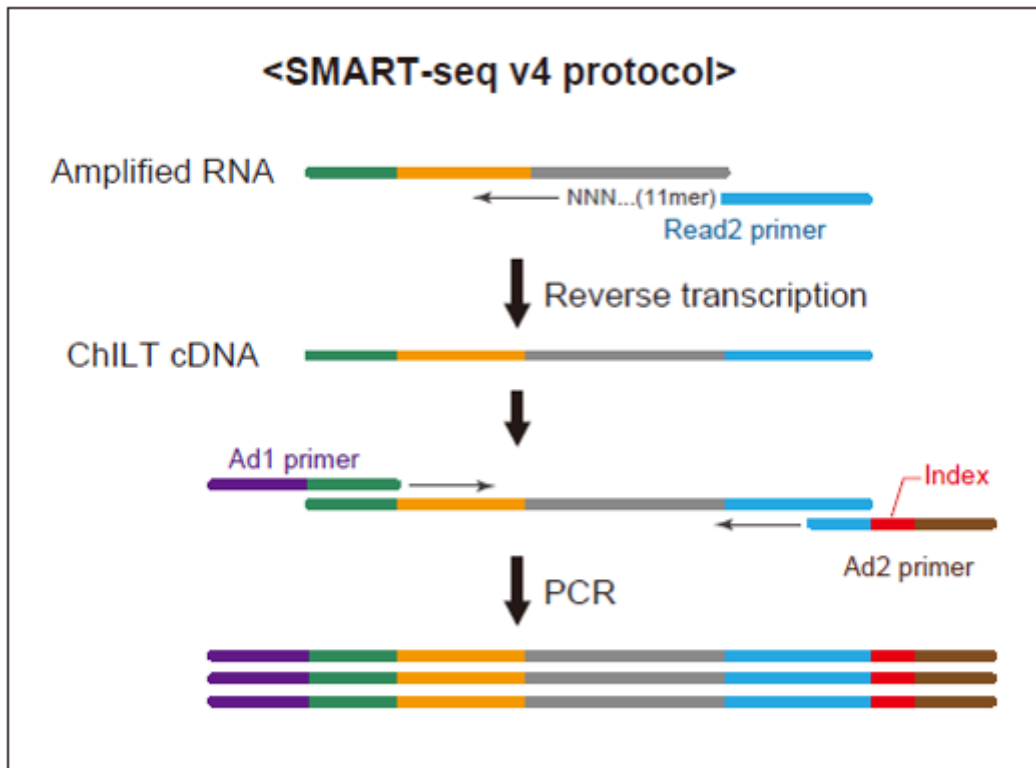 <SMART-seq v4 protocol>
Amplified RNA
NNN...(11mer)
Read2 primer
Reverse transcription
ChILT cDNA
Ad1 primer
Index
Ad2 primer
PCR